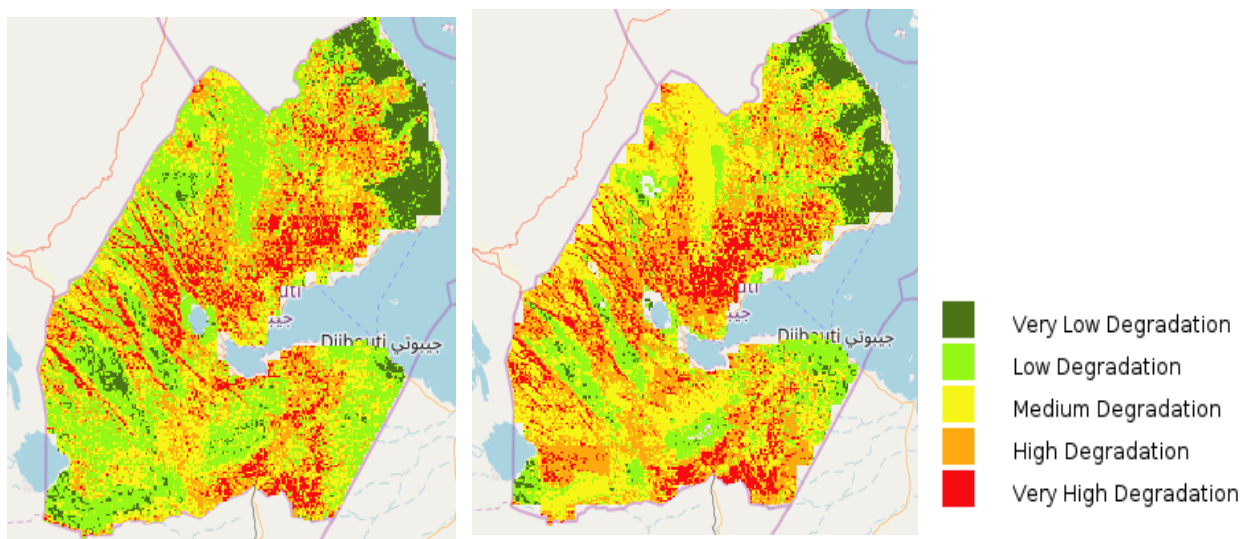 Djibouti جيبوتي
Djibouti جيبوتي
Very Low Degradation
Low Degradation
Medium Degradation
High Degradation
Very High Degradation